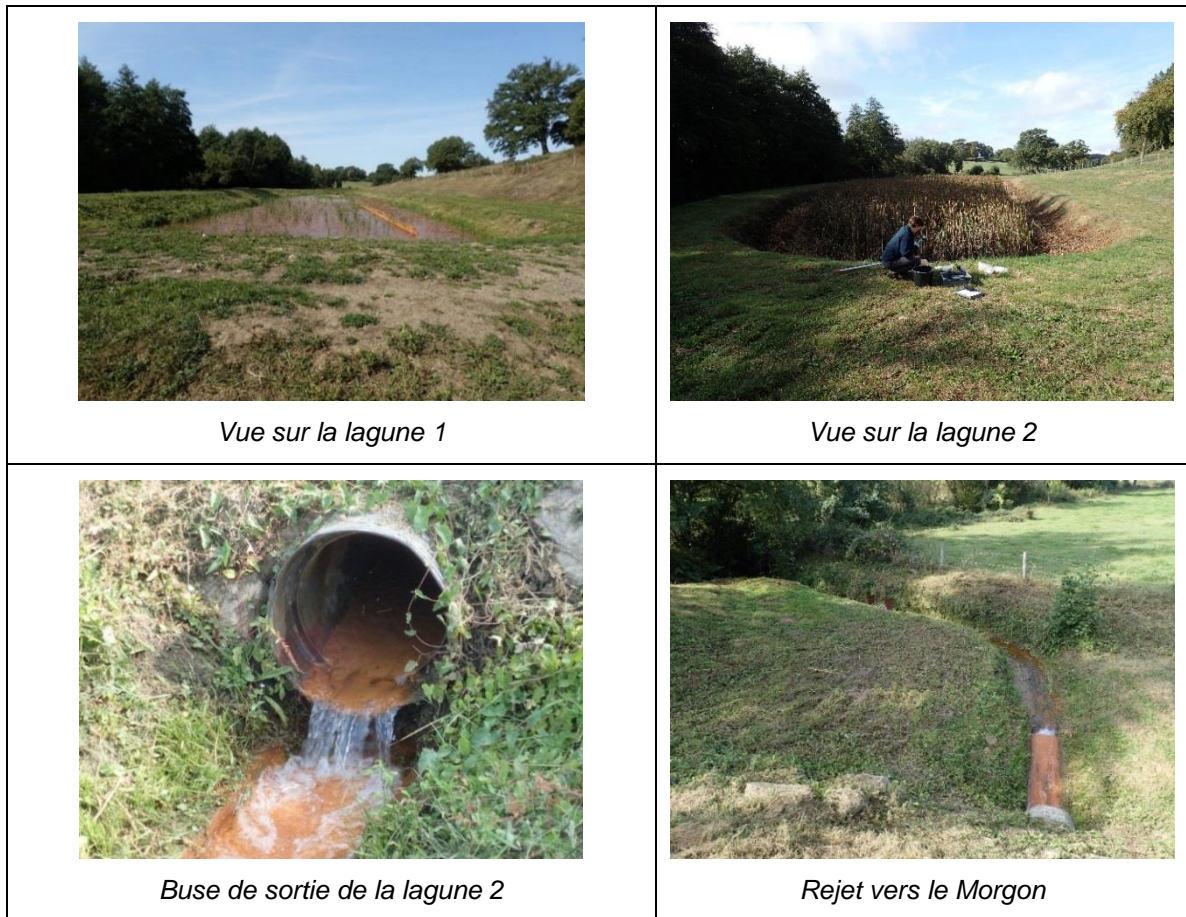 Vue sur la lagune 1
Vue sur la lagune 2
Buse de sortie de la lagune 2
Rejet vers le Morgon